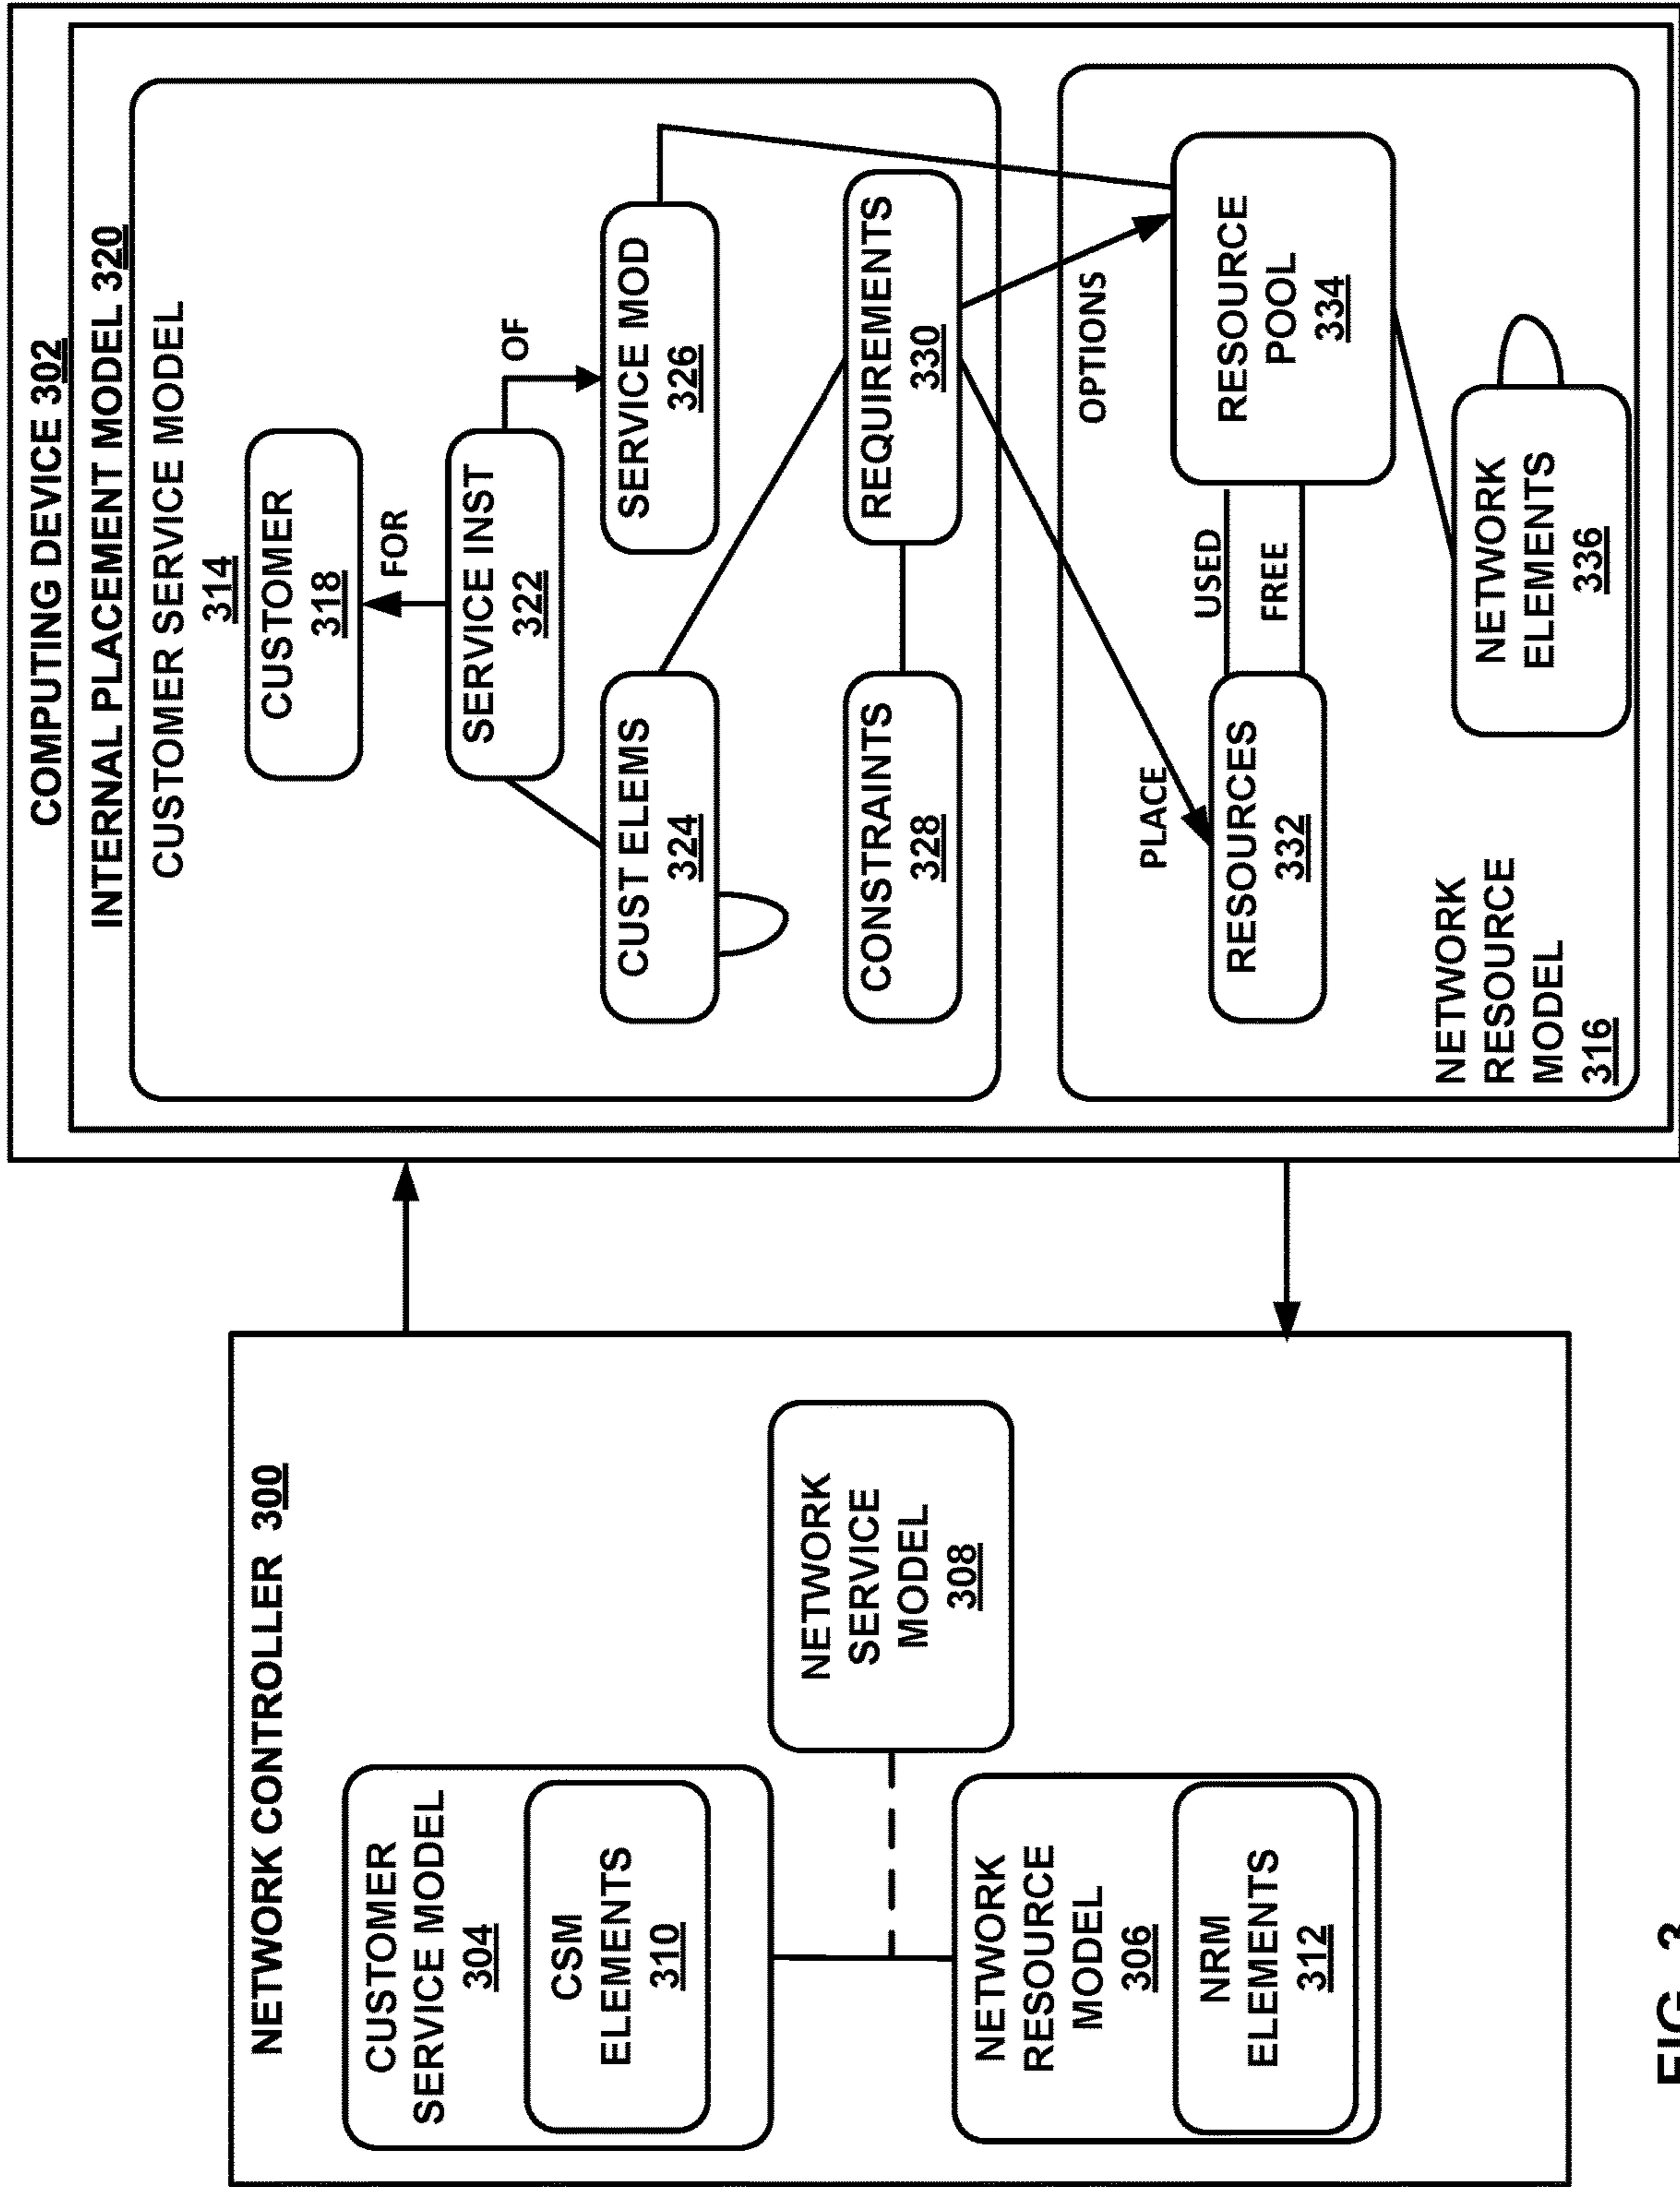 NETWORK CONTROLLER 300
CUSTOMER
SERVICE MODEL
304
CSM
ELEMENTS
310
NETWORK
SERVICE
MODEL
308
NETWORK
RESOURCE
MODEL
306
NRM
ELEMENTS
312
COMPUTING DEVICE 302
INTERNAL PLACEMENT MODEL 320
CUSTOMER SERVICE MODEL
314
CUSTOMER
318
FOR
SERVICE INST
322
OF
CUST ELEMS
324
SERVICE MOD
326
CONSTRAINTS
328
REQUIREMENTS
330
PLACE
OPTIONS
RESOURCES
332
USED
FREE
RESOURCE
POOL
334
NETWORK
ELEMENTS
336
NETWORK
RESOURCE
MODEL
316
FIG. 3